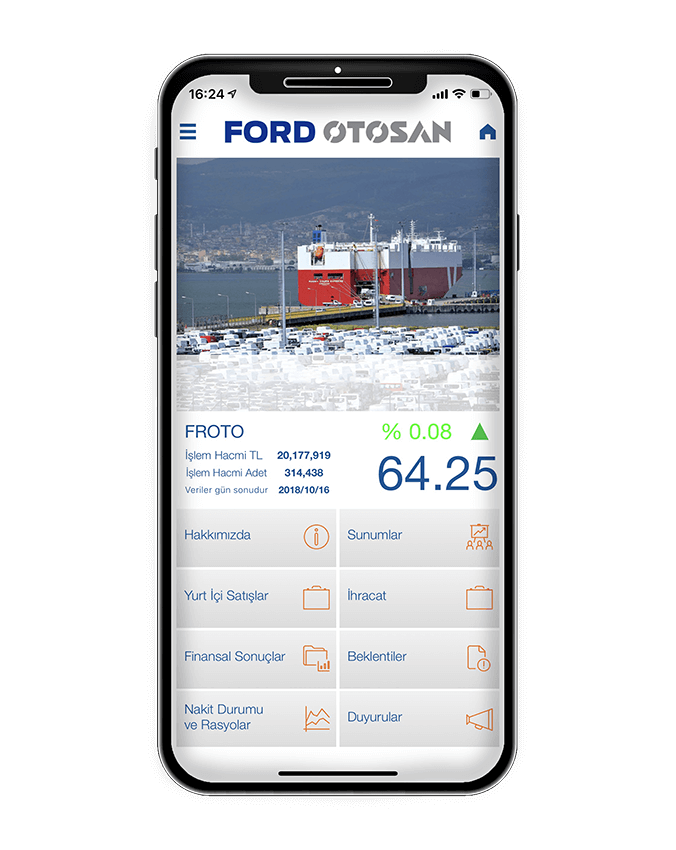 16:24
FORD OTOSAN
FROTO
% 0.08
İşlem Hacmi TL 20,177,919
İşlem Hacmi Adet 314,438
64.25
Veriler gün sonudur 2018/10/16
Hakkımızda
Sunumlar
Yurt İçi Satışlar
İhracat
Finansal Sonuçlar
Beklentiler
Nakit Durumu
ve Rasyolar
Duyurular